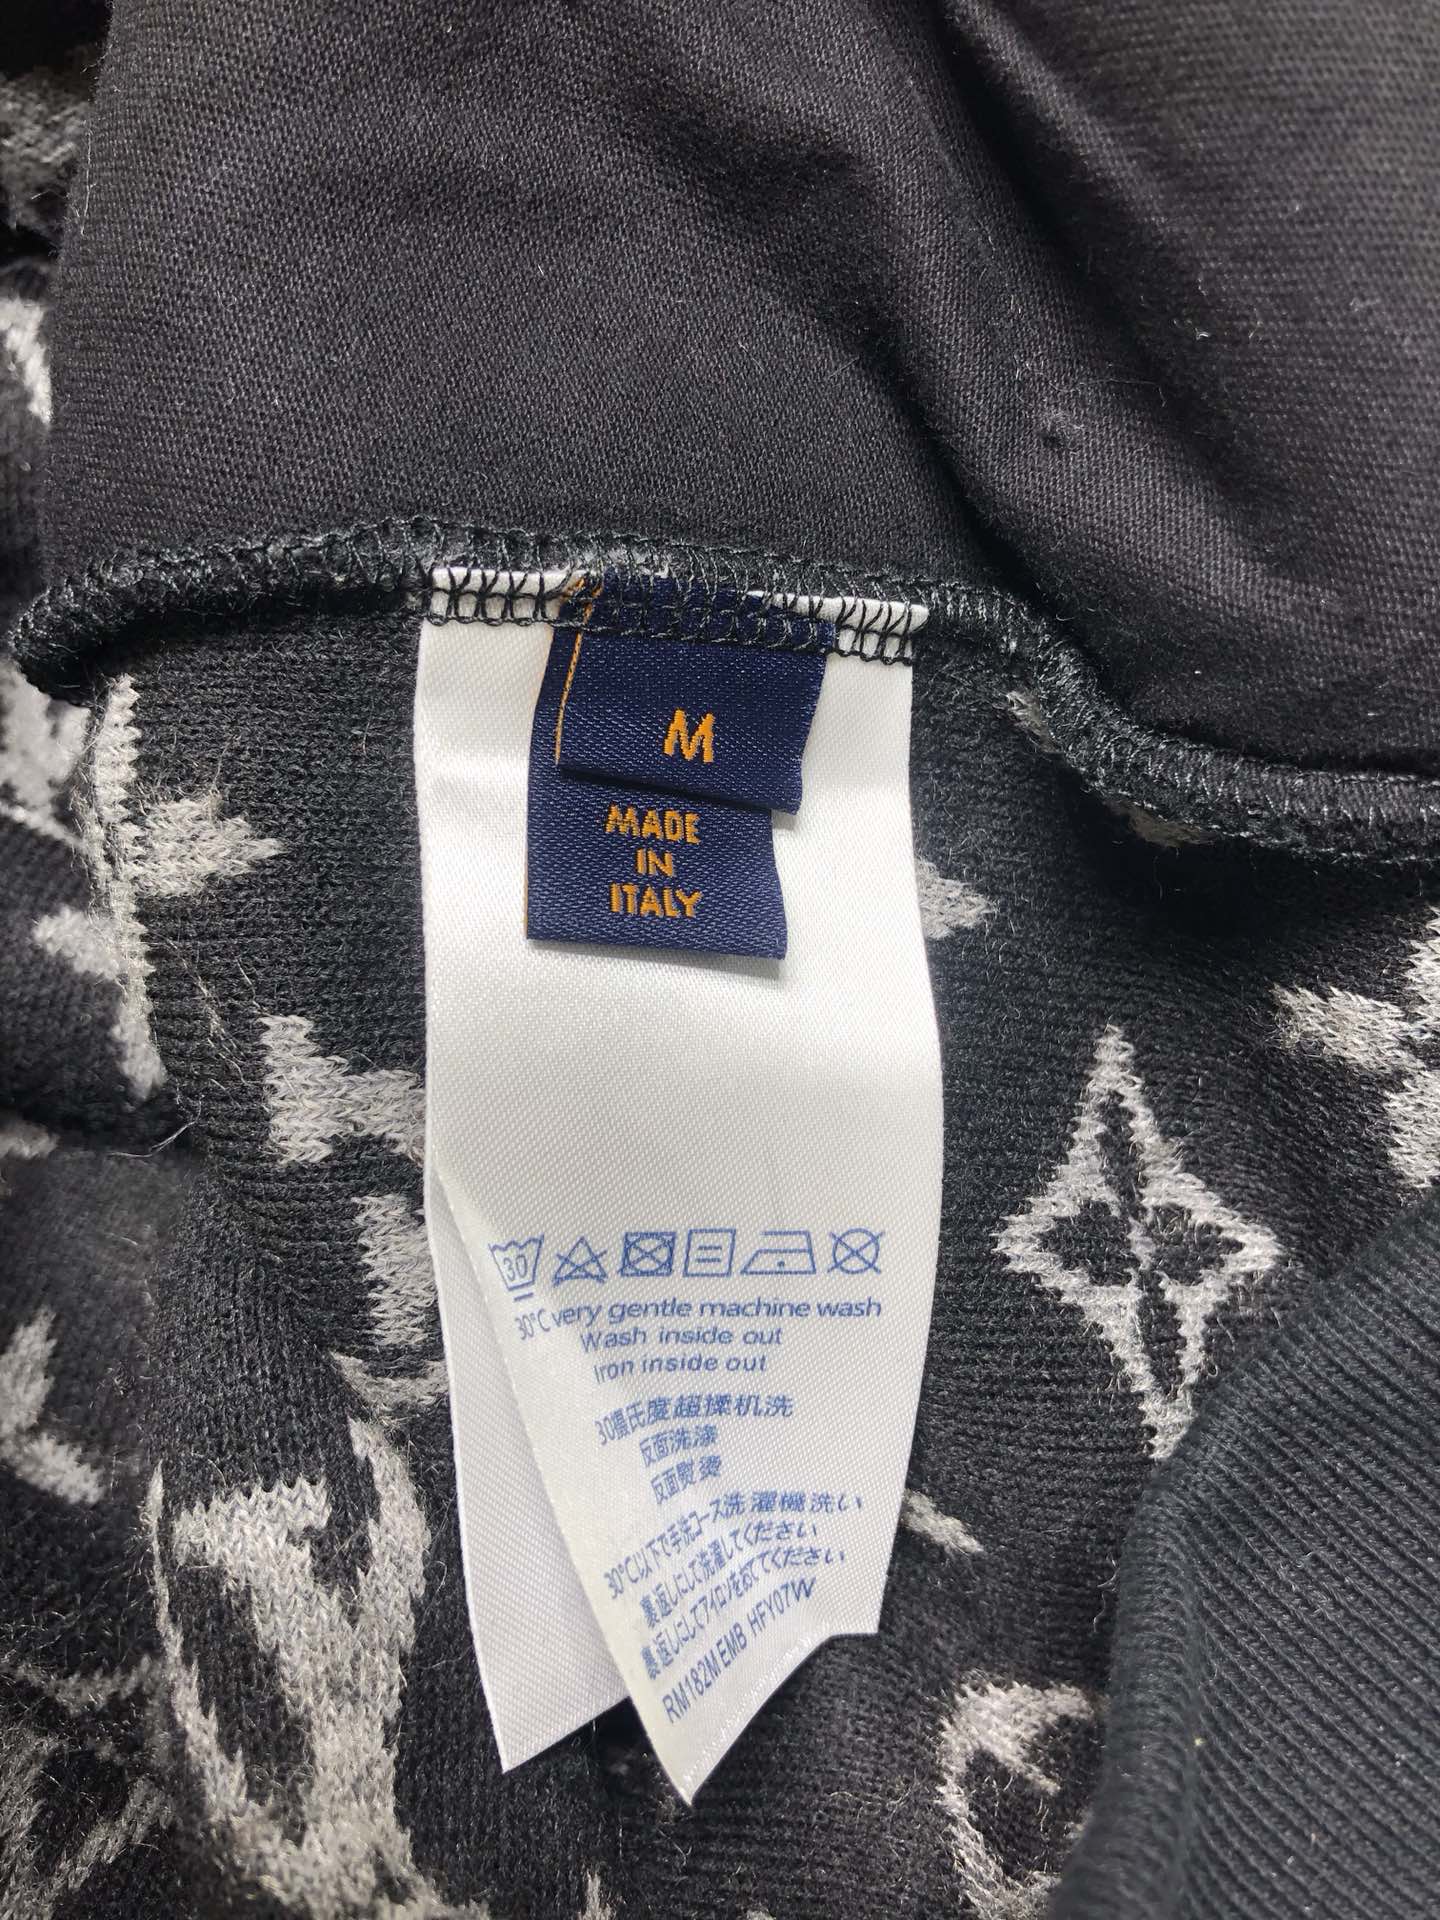 M
MADE
IN
ITALY
30
30°C very gentle machine wash
Wash inside out
Iron inside out
30摄氏度超揉机洗
反面洗涤
反面熨烫
30°C以下で手洗コース洗濯機洗い
裏返しにして洗濯してください
裏返しにしてアイロンをおてください
RM182M EMB HFY07W